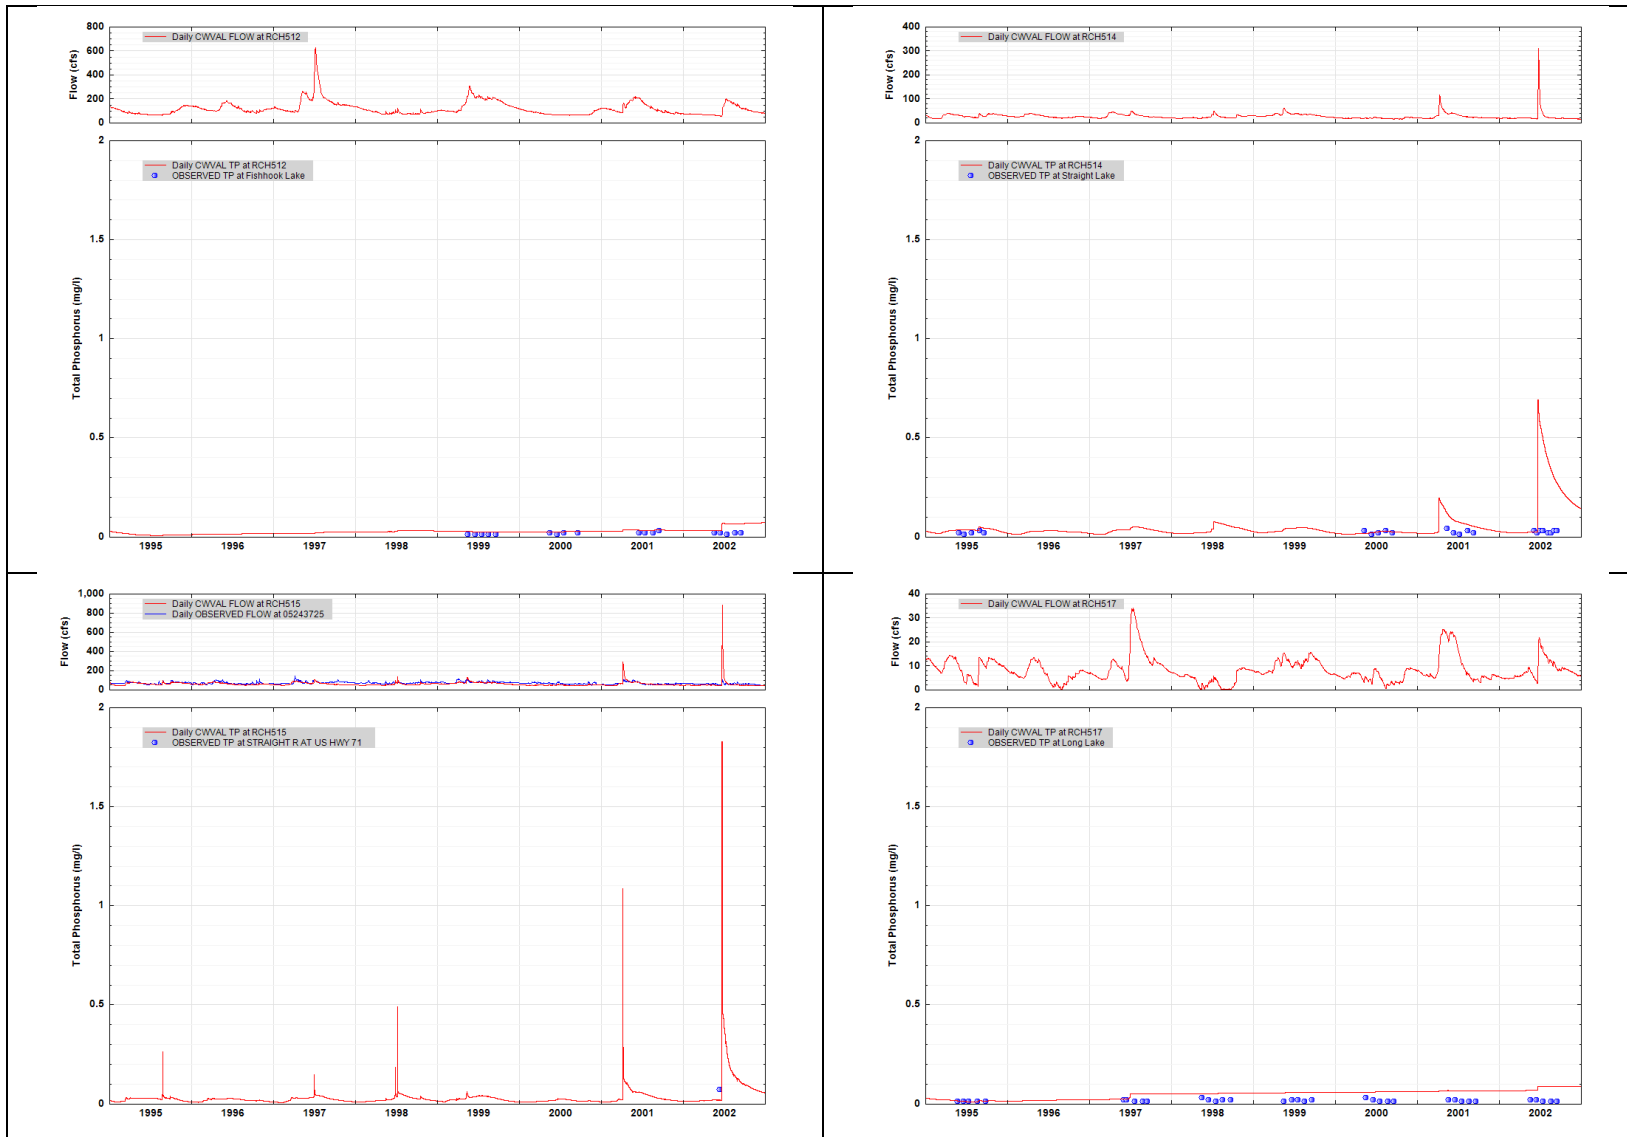 Flow (cfs)
800
600
400
200
0
Daily CWVAL FLOW at RCH512
Total Phosphorus (mg/l)
2
1.5
1
0.5
0
Daily CWVAL TP at RCH512
OBSERVED TP at Fishhook Lake
1995 1996 1997 1998 1999 2000 2001 2002
Flow (cfs)
400
300
200
100
0
Daily CWVAL FLOW at RCH514
Total Phosphorus (mg/l)
2
1.5
1
0.5
0
Daily CWVAL TP at RCH514
OBSERVED TP at Straight Lake
1995 1996 1997 1998 1999 2000 2001 2002
Flow (cfs)
1,000
800
600
400
200
0
Daily CWVAL FLOW at RCH515
Daily OBSERVED FLOW at 05243725
Total Phosphorus (mg/l)
2
1.5
1
0.5
0
Daily CWVAL TP at RCH515
OBSERVED TP at STRAIGHT R AT US HWY 71
1995 1996 1997 1998 1999 2000 2001 2002
Flow (cfs)
40
30
20
10
0
Daily CWVAL FLOW at RCH517
Total Phosphorus (mg/l)
2
1.5
1
0.5
0
Daily CWVAL TP at RCH517
OBSERVED TP at Long Lake
1995 1996 1997 1998 1999 2000 2001 2002